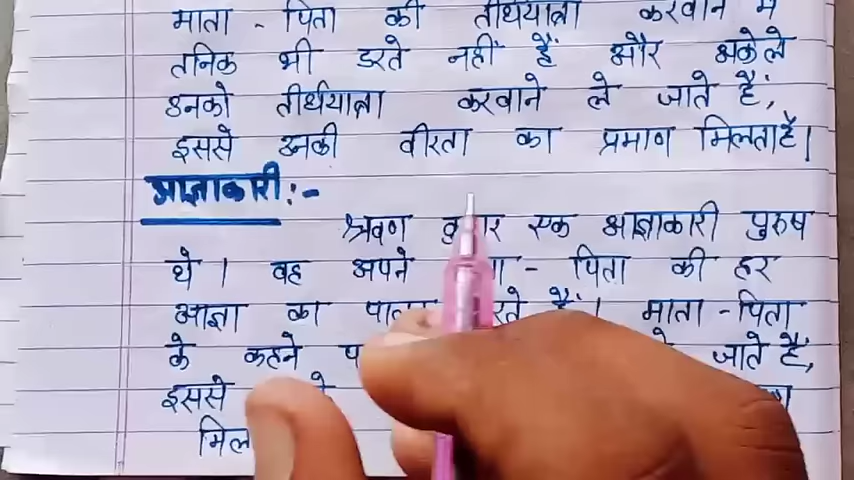 माता - पिता की तीर्थयात्रा करवाने में
तनिक भी डरते नहीं हैं और अकेले
उनको तीर्थयात्रा करवाने ले जाते हैं,
इससे उनकी वीरता का प्रमाण मिलता है।
आज्ञाकारी :-
श्रवण कुमार एक आज्ञाकारी पुरुष
थे । वह अपने - पिता की हर
आज्ञा का हैं । माता - पिता
के कहने जाते हैं,
इससे